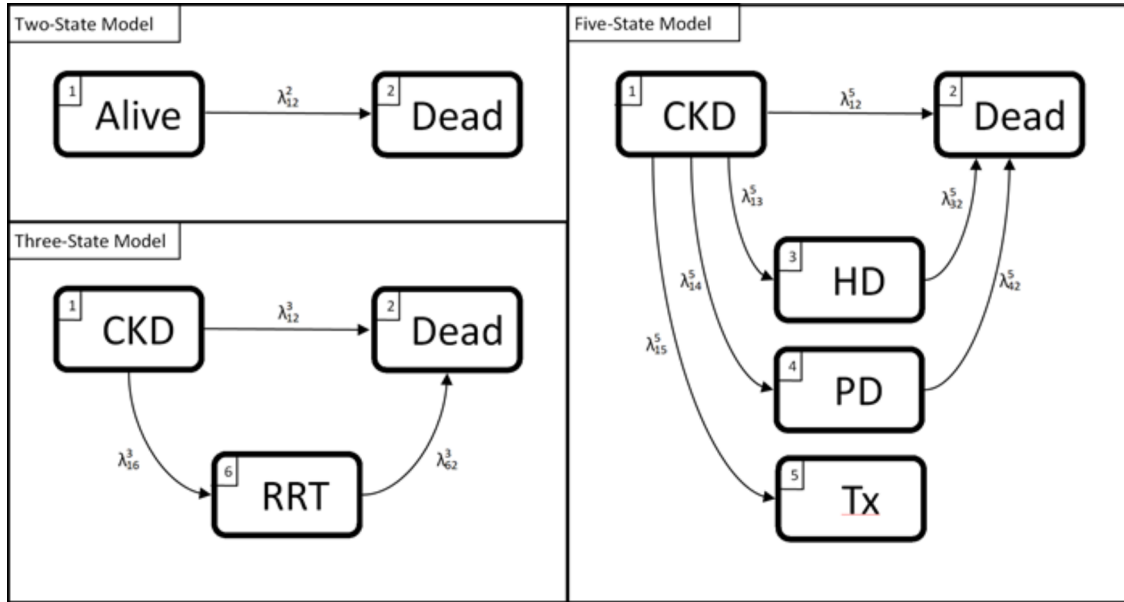 Two-State Model
1
Alive
λ²₁₂
2
Dead
Three-State Model
1
CKD
λ³₁₂
2
Dead
λ³₁₆
6
RRT
λ³₆₂
Five-State Model
1
CKD
λ⁵₁₂
2
Dead
λ⁵₁₃
λ⁵₃₂
3
HD
λ⁵₁₄
λ⁵₄₂
λ⁵₁₅
4
PD
5
Tx